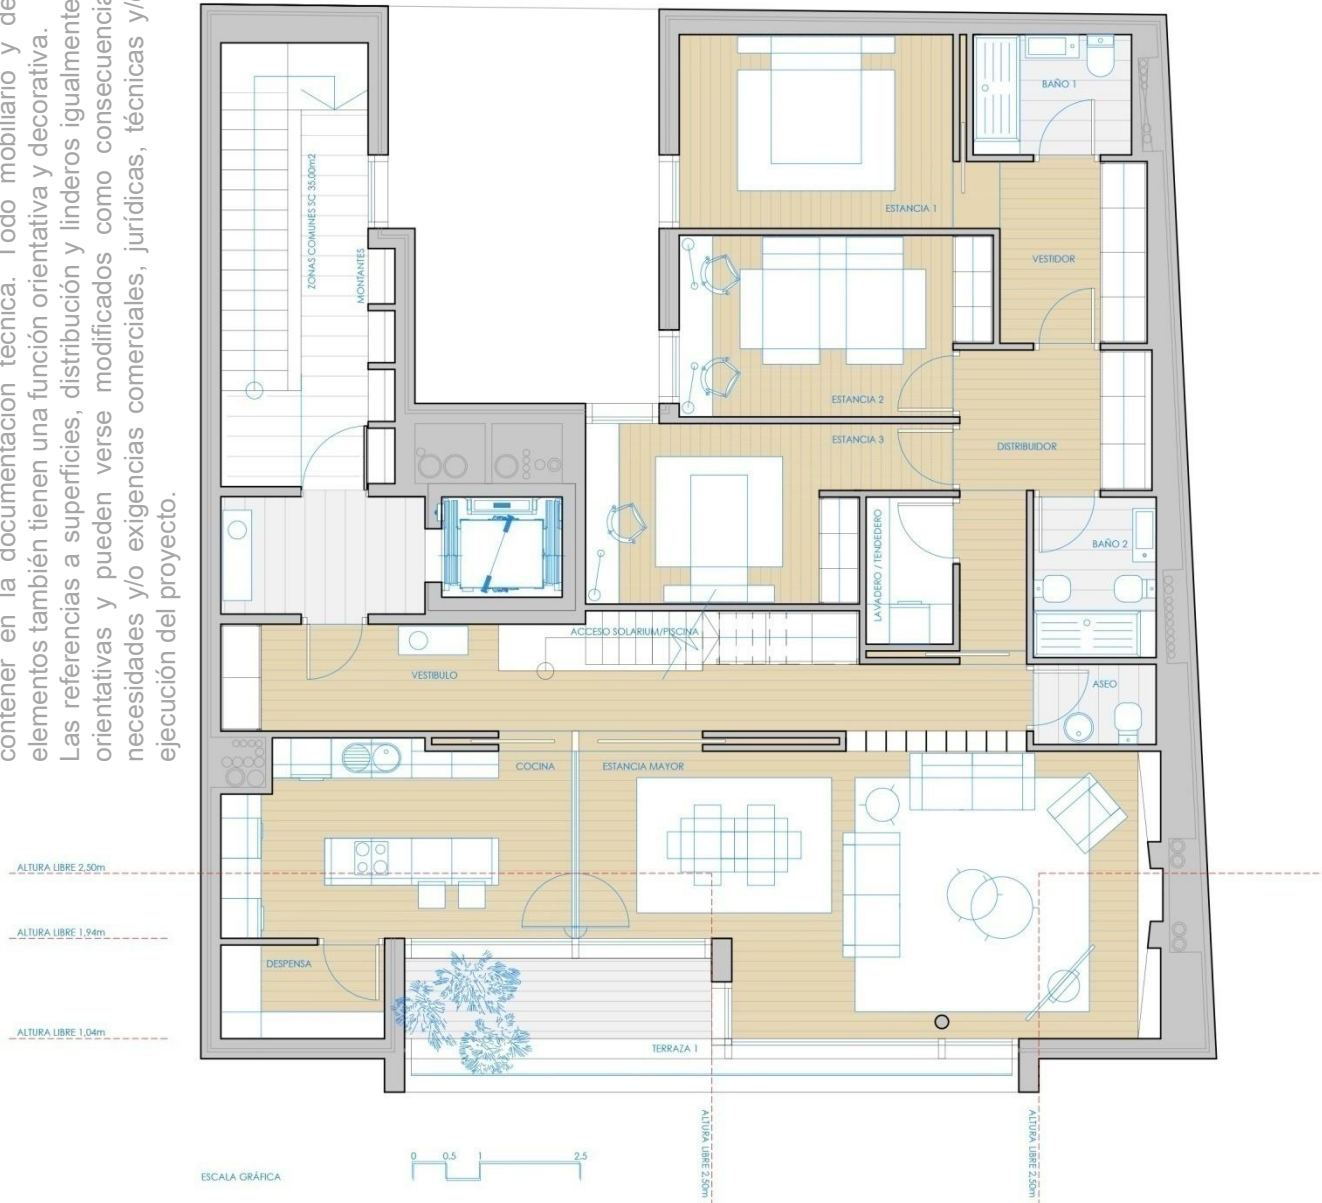 contener en la documentacion tecnica. Todo mobiliario y de
elementos también tienen una función orientativa y decorativa.
Las referencias a superficies, distribución y linderos igualmente
orientativas y pueden verse modificados como consecuencia
necesidades y/o exigencias comerciales, jurídicas, técnicas y/
ejecución del proyecto.
BAÑO 1
ZONAS COMUNES SC 35.00m2
MONTANTES
ESTANCIA 1
VESTIDOR
ESTANCIA 2
ESTANCIA 3
DISTRIBUIDOR
LAVADERO / TENDEDERO
BAÑO 2
ACCESO SOLARIUM/PISCINA
VESTIBULO
ASEO
COCINA
ESTANCIA MAYOR
ALTURA LIBRE 2,50m
ALTURA LIBRE 1,94m
DESPENSA
ALTURA LIBRE 1,04m
TERRAZA 1
ALTURA LIBRE 2,50m
ALTURA LIBRE 2,50m
0 0.5 1 2.5
ESCALA GRÁFICA